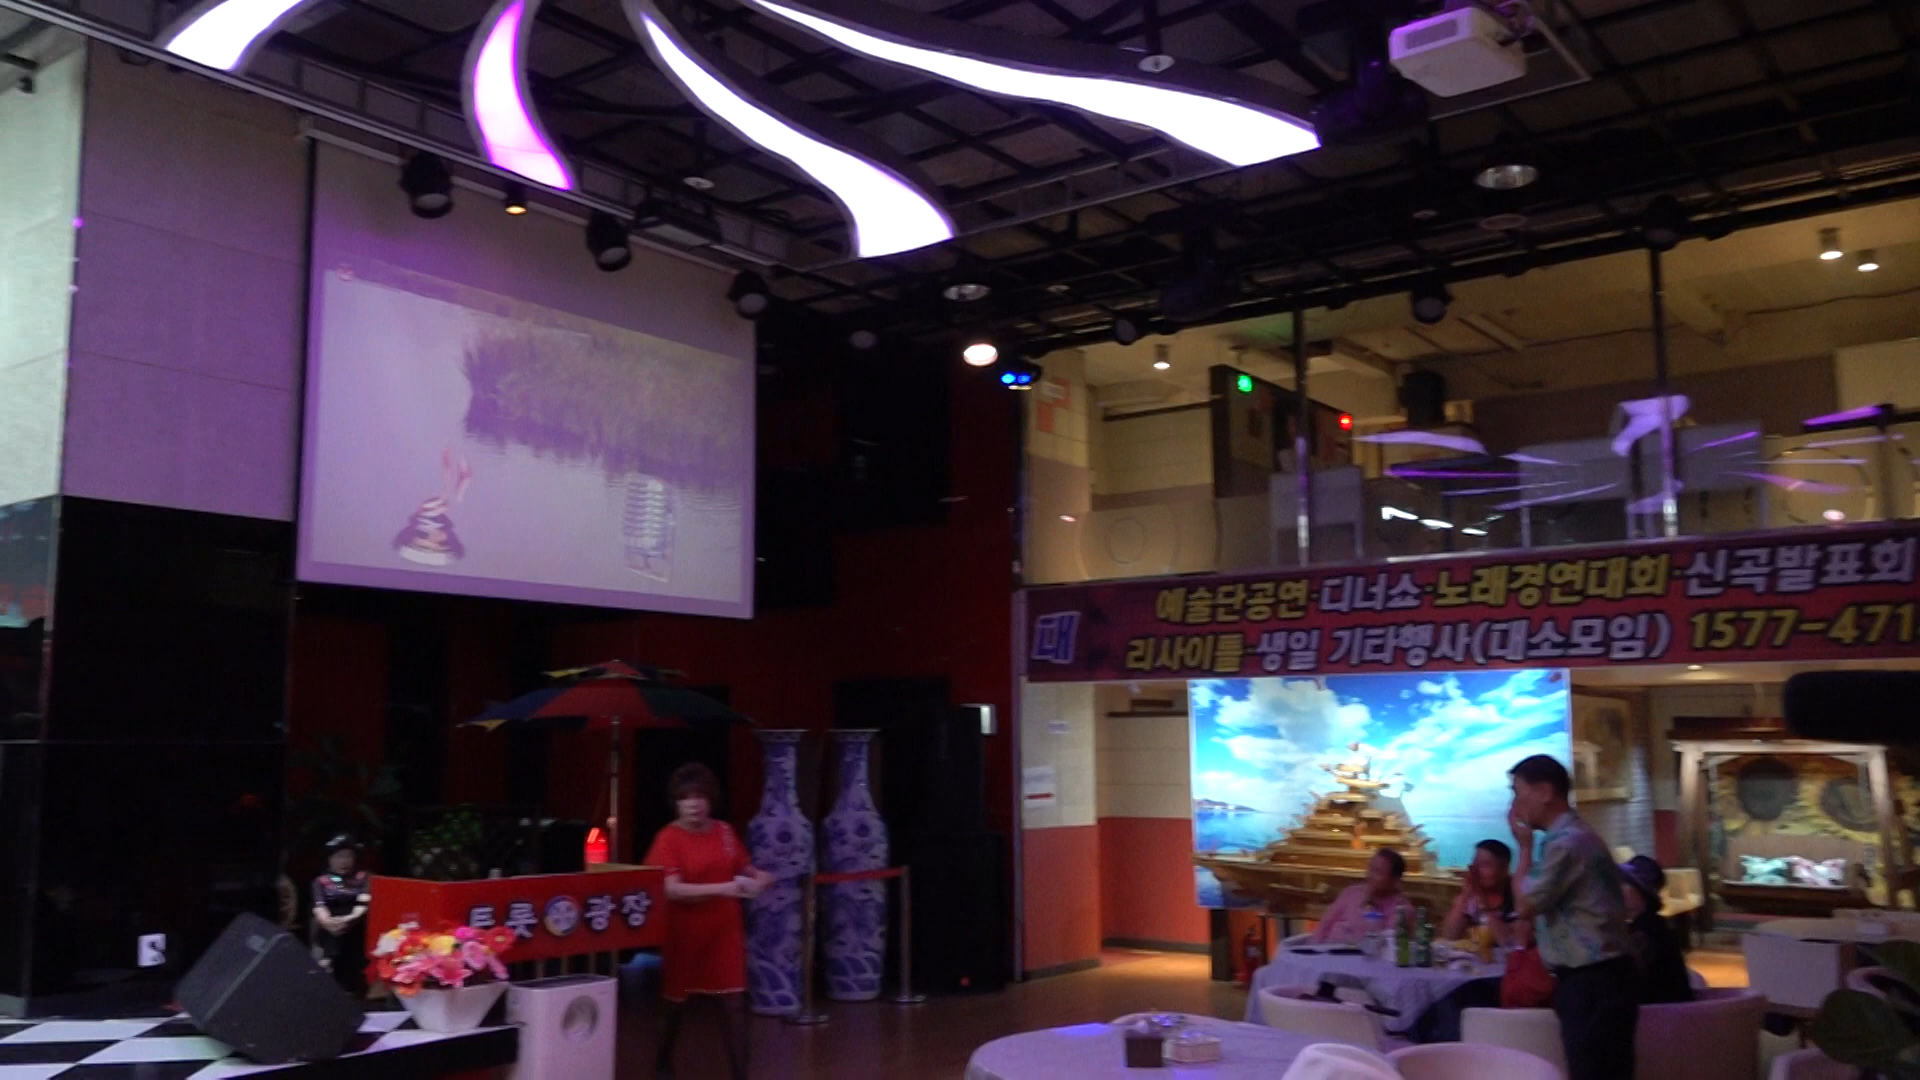 예술단공연·디너쇼·노래경연대회·신곡발표회
대
리사이틀·생일 기타행사(대소모임) 1577-471
트롯 광장